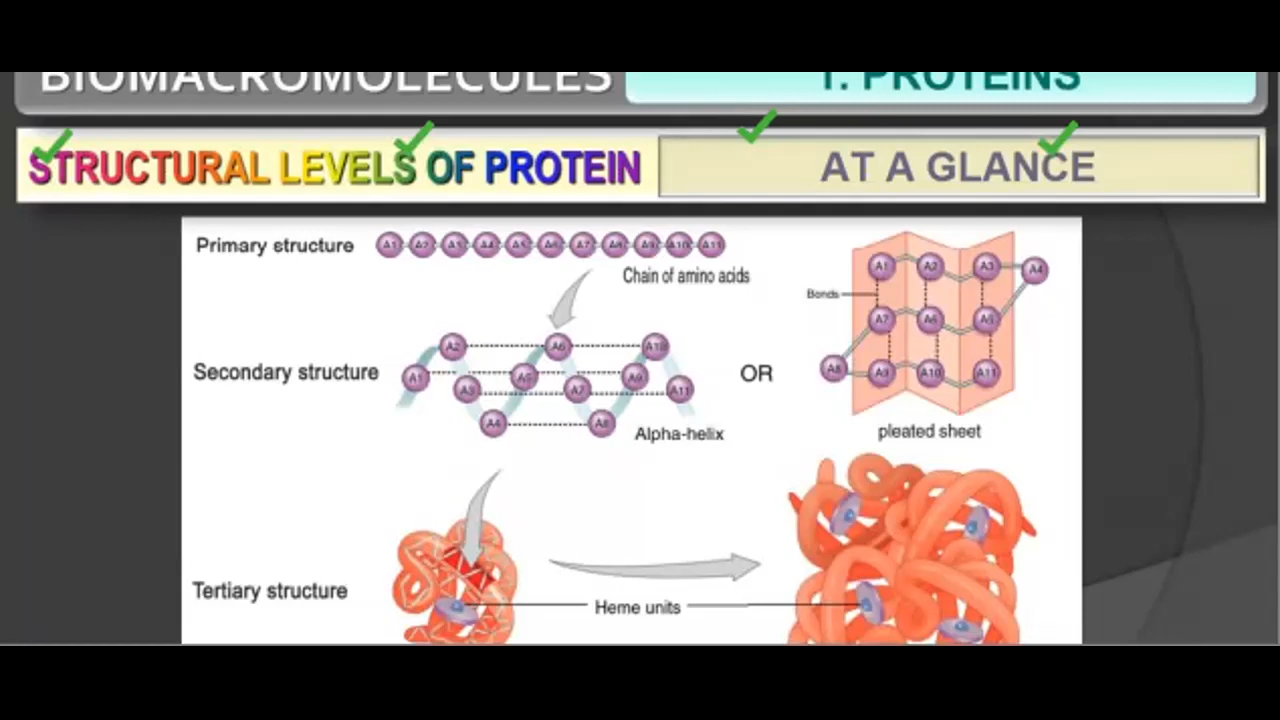 BIOMACROMOLECULES
1. PROTEINS
STRUCTURAL LEVELS OF PROTEIN
AT A GLANCE
Primary structure
A1 A2 A3 A4 A5 A6 A7 A8 A9 A10 A11
Chain of amino acids
A1 A2 A3 A4
Bonds
A7 A6 A5
A8 A9 A10 A11
pleated sheet
Secondary structure
A2 A6 A10
A1 A5 A9
A3 A7 A11
A4 A8
OR
Alpha-helix
Tertiary structure
Heme units